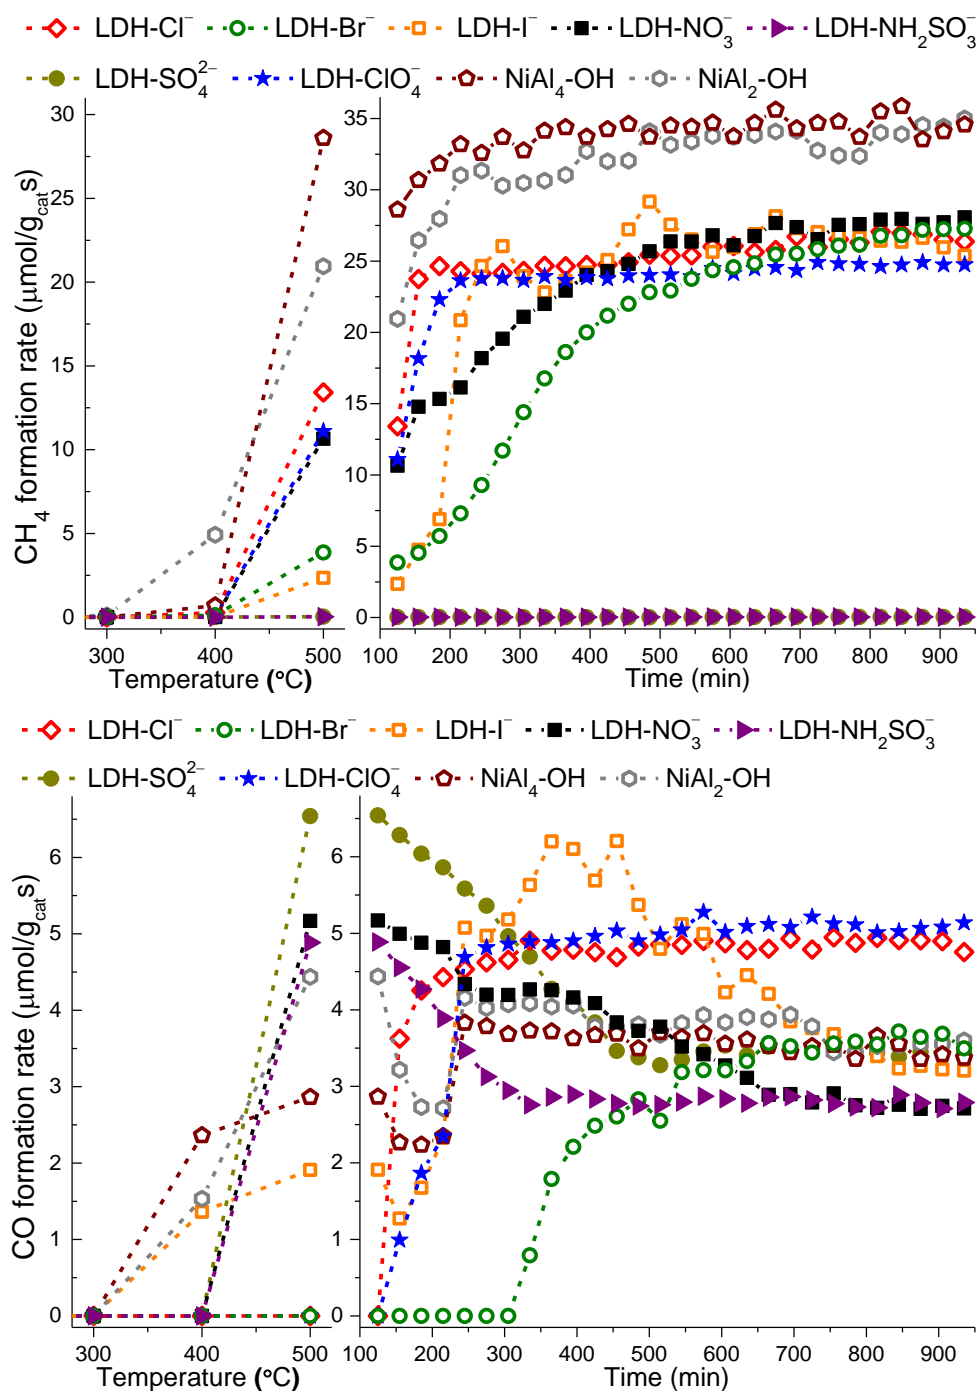 LDH-Cl⁻ LDH-Br⁻ LDH-I⁻ LDH-NO₃⁻ LDH-NH₂SO₃⁻
LDH-SO₄²⁻ LDH-ClO₄⁻ NiAl₄-OH NiAl₂-OH
CH₄ formation rate (μmol/g_cat s)
30
25
20
15
10
5
0
35
30
25
20
15
10
5
0
300 400 500
100 200 300 400 500 600 700 800 900
Temperature (°C)
Time (min)
LDH-Cl⁻ LDH-Br⁻ LDH-I⁻ LDH-NO₃⁻ LDH-NH₂SO₃⁻
LDH-SO₄²⁻ LDH-ClO₄⁻ NiAl₄-OH NiAl₂-OH
CO formation rate (μmol/g_cat s)
6
5
4
3
2
1
0
6
5
4
3
2
1
0
300 400 500
100 200 300 400 500 600 700 800 900
Temperature (°C)
Time (min)